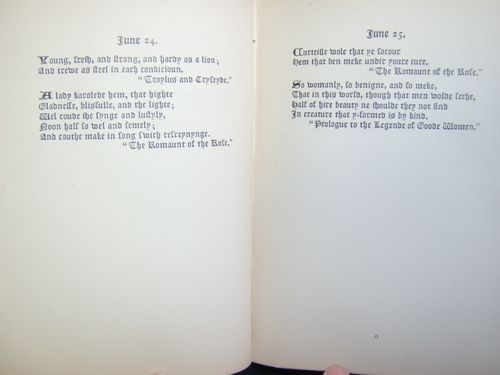 June 24.
Young, fresh, and strong, and hardy as a lion;
And trewe as steel in each condicioun.
"Troylus and Cryseyde."
A lady karolede hem, that highte
Gladnesse, blisfulle, and the lighte;
Wel coude she synge and lustyly,
Noon half so wel and semely;
And couthe make in song swich refreynynge.
"The Romaunt of the Rose."
June 25.
Curteisie wole that ye socour
Hem that ben meke undir youre cure.
"The Romaunt of the Rose."
So womanly, so benigne, and so meke,
That in this world, though that men wolde seke,
Half of hire beaute ne shoulde they not find
In creature that y-formed is by kind.
"Prologue to the Legende of Goode Women."